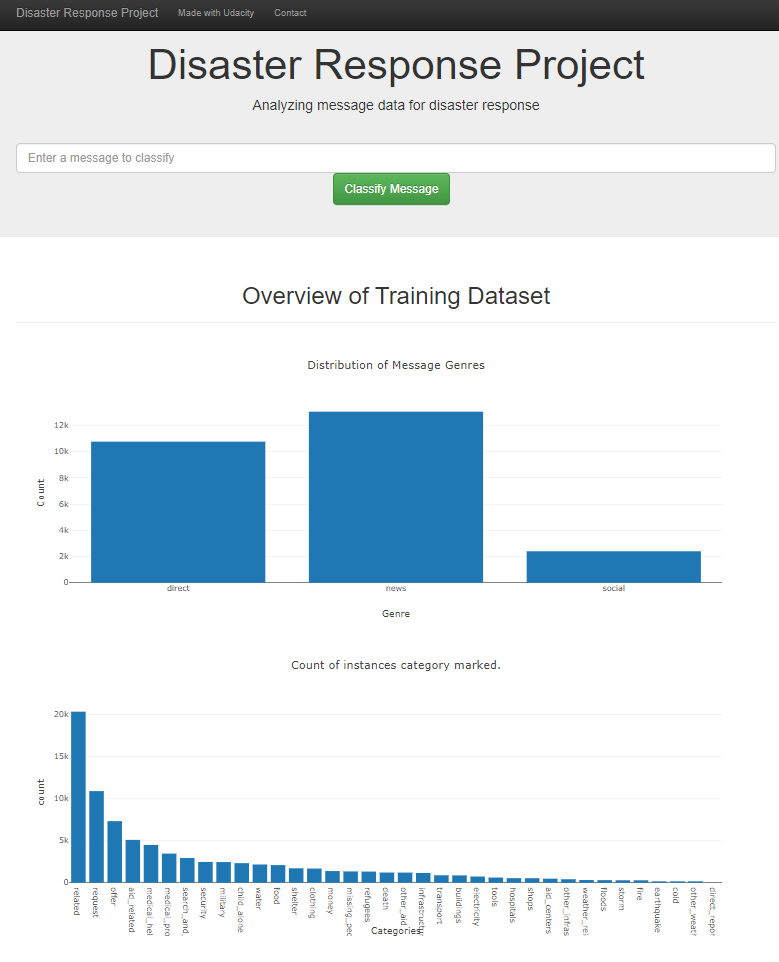 Disaster Response Project Made with Udacity Contact
Disaster Response Project
Analyzing message data for disaster response
Enter a message to classify
Classify Message
Overview of Training Dataset
Distribution of Message Genres
12k
10k
8k
6k
4k
2k
0
Count
direct news social
Genre
Count of instances category marked.
20k
15k
10k
5k
0
count
related
request
offer
aid_related
medical_hel
medical_pro
search_and
security
military
child_alone
water
food
shelter
clothing
money
missing_peo
refugees
death
other_aid
infrastructu
transport
buildings
electricity
tools
hospitals
shops
aid_centers
other_infras
weather_rel
floods
storm
fire
earthquake
cold
other_weat
direct_repor
Categories